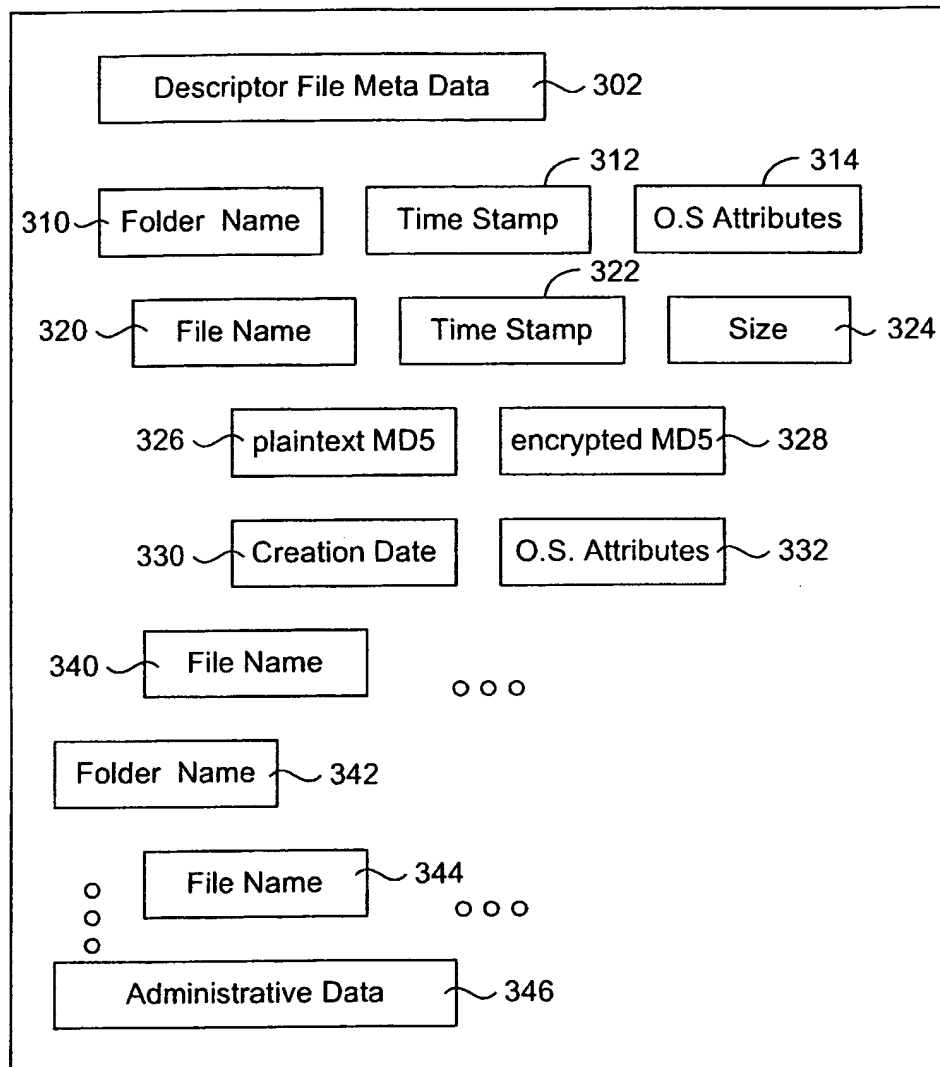 Descriptor File Meta Data 302
312 314
310 Folder Name Time Stamp O.S Attributes
322
320 File Name Time Stamp Size 324
326 plaintext MD5 encrypted MD5 328
330 Creation Date O.S. Attributes 332
340 File Name
Folder Name 342
File Name 344
Administrative Data 346